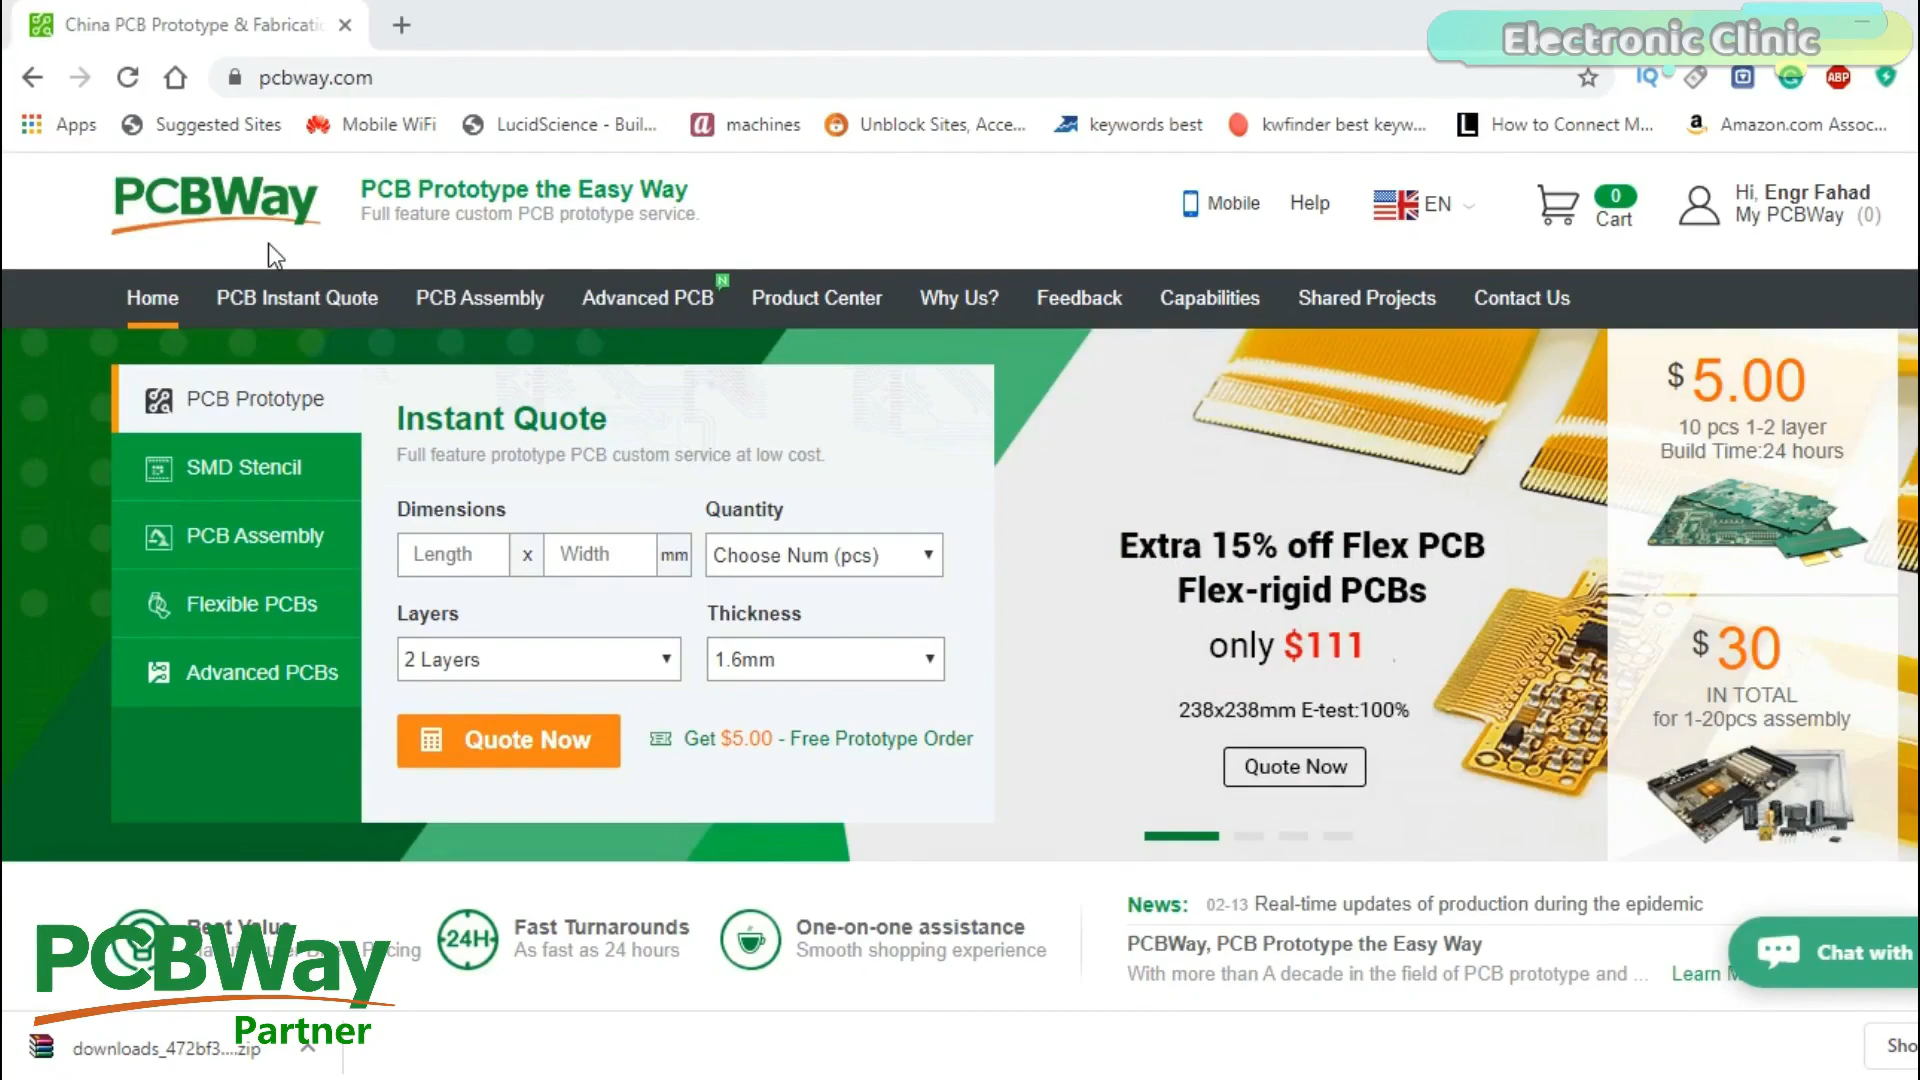 China PCB Prototype & Fabricati
Electronic Clinic
pcbway.com
IQ
ABP
Apps
Suggested Sites
Mobile WiFi
LucidScience - Buil...
a
machines
Unblock Sites, Acce...
keywords best
kwfinder best keyw...
L
How to Connect M...
a
Amazon.com Assoc...
PCBWay
PCB Prototype the Easy Way
Full feature custom PCB prototype service.
Mobile
Help
EN
0
Cart
Hi, Engr Fahad
My PCBWay (0)
Home
PCB Instant Quote
PCB Assembly
Advanced PCB
N
Product Center
Why Us?
Feedback
Capabilities
Shared Projects
Contact Us
PCB Prototype
SMD Stencil
PCB Assembly
Flexible PCBs
Advanced PCBs
Instant Quote
Full feature prototype PCB custom service at low cost.
Dimensions
Quantity
Length x Width mm
Choose Num (pcs)
Layers
Thickness
2 Layers
1.6mm
Quote Now
Get $5.00 - Free Prototype Order
Extra 15% off Flex PCB
Flex-rigid PCBs
only $111
238x238mm E-test:100%
Quote Now
$ 5.00
10 pcs 1-2 layer
Build Time:24 hours
$ 30
IN TOTAL
for 1-20pcs assembly
Best Value
24H
Fast Turnarounds
As fast as 24 hours
One-on-one assistance
Smooth shopping experience
News: 02-13 Real-time updates of production during the epidemic
PCBWay, PCB Prototype the Easy Way
With more than A decade in the field of PCB prototype and ...
Learn
Chat with
PCBWay
Partner
downloads_472bf3....zip
Sho